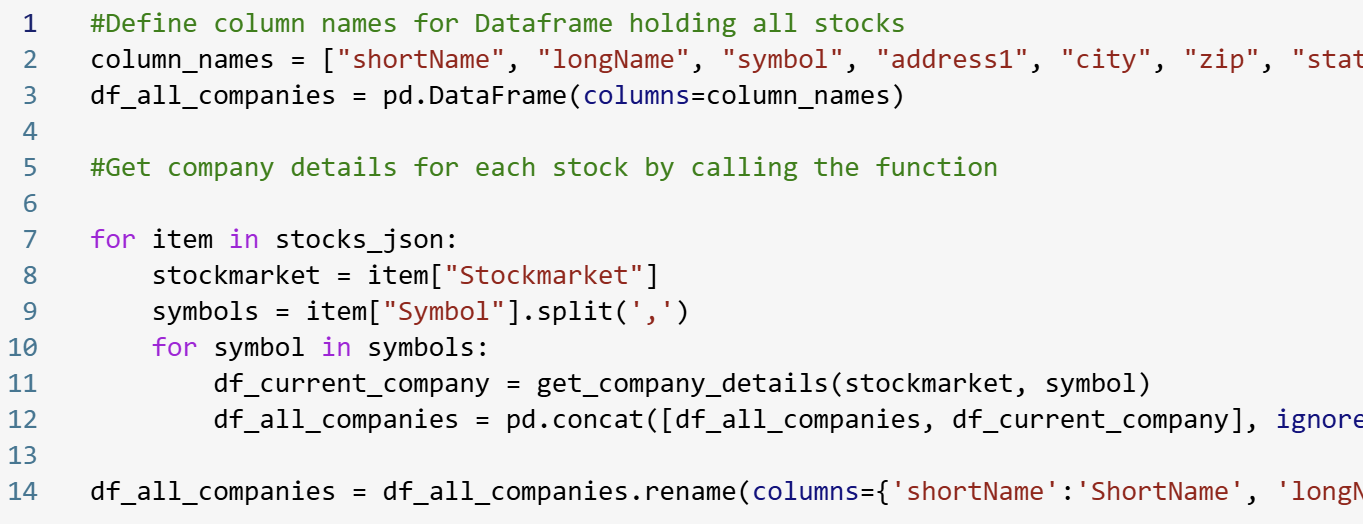 1 #Define column names for Dataframe holding all stocks
2 column_names = ["shortName", "longName", "symbol", "address1", "city", "zip", "stat
3 df_all_companies = pd.DataFrame(columns=column_names)
4
5 #Get company details for each stock by calling the function
6
7 for item in stocks_json:
8     stockmarket = item["Stockmarket"]
9     symbols = item["Symbol"].split(',')
10     for symbol in symbols:
11         df_current_company = get_company_details(stockmarket, symbol)
12         df_all_companies = pd.concat([df_all_companies, df_current_company], ignore
13
14 df_all_companies = df_all_companies.rename(columns={'shortName':'ShortName', 'longN